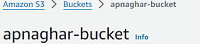 Amazon S3 > Buckets > apnaghar-bucket
apnaghar-bucket Info